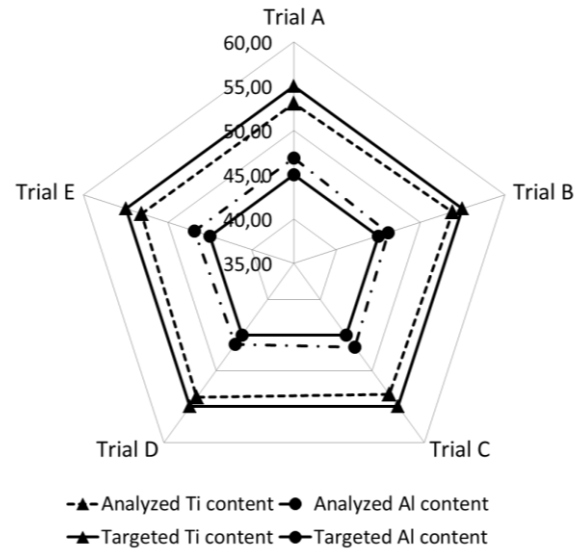 Trial A
60,00
55,00
50,00
45,00
40,00
35,00
Trial E
Trial B
Trial D
Trial C
Analyzed Ti content Analyzed Al content
Targeted Ti content Targeted Al content